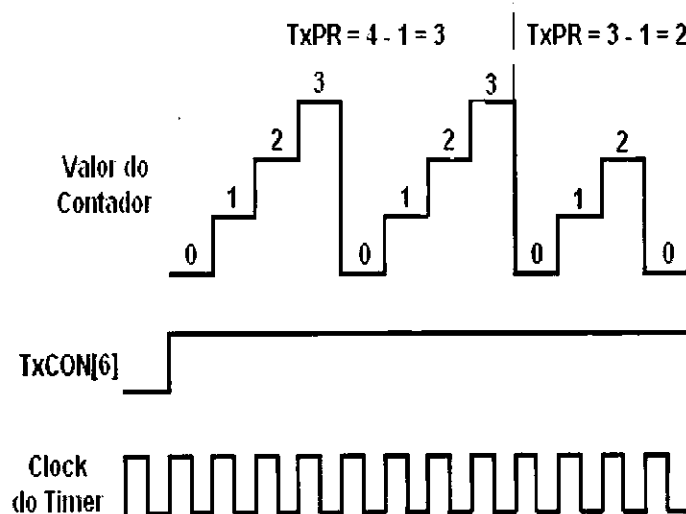 TxPR = 4 - 1 = 3
TxPR = 3 - 1 = 2
3
3
2
2
2
Valor do
Contador
1
1
1
0
0
0
0
TxCON[6]
Clock
do Timer